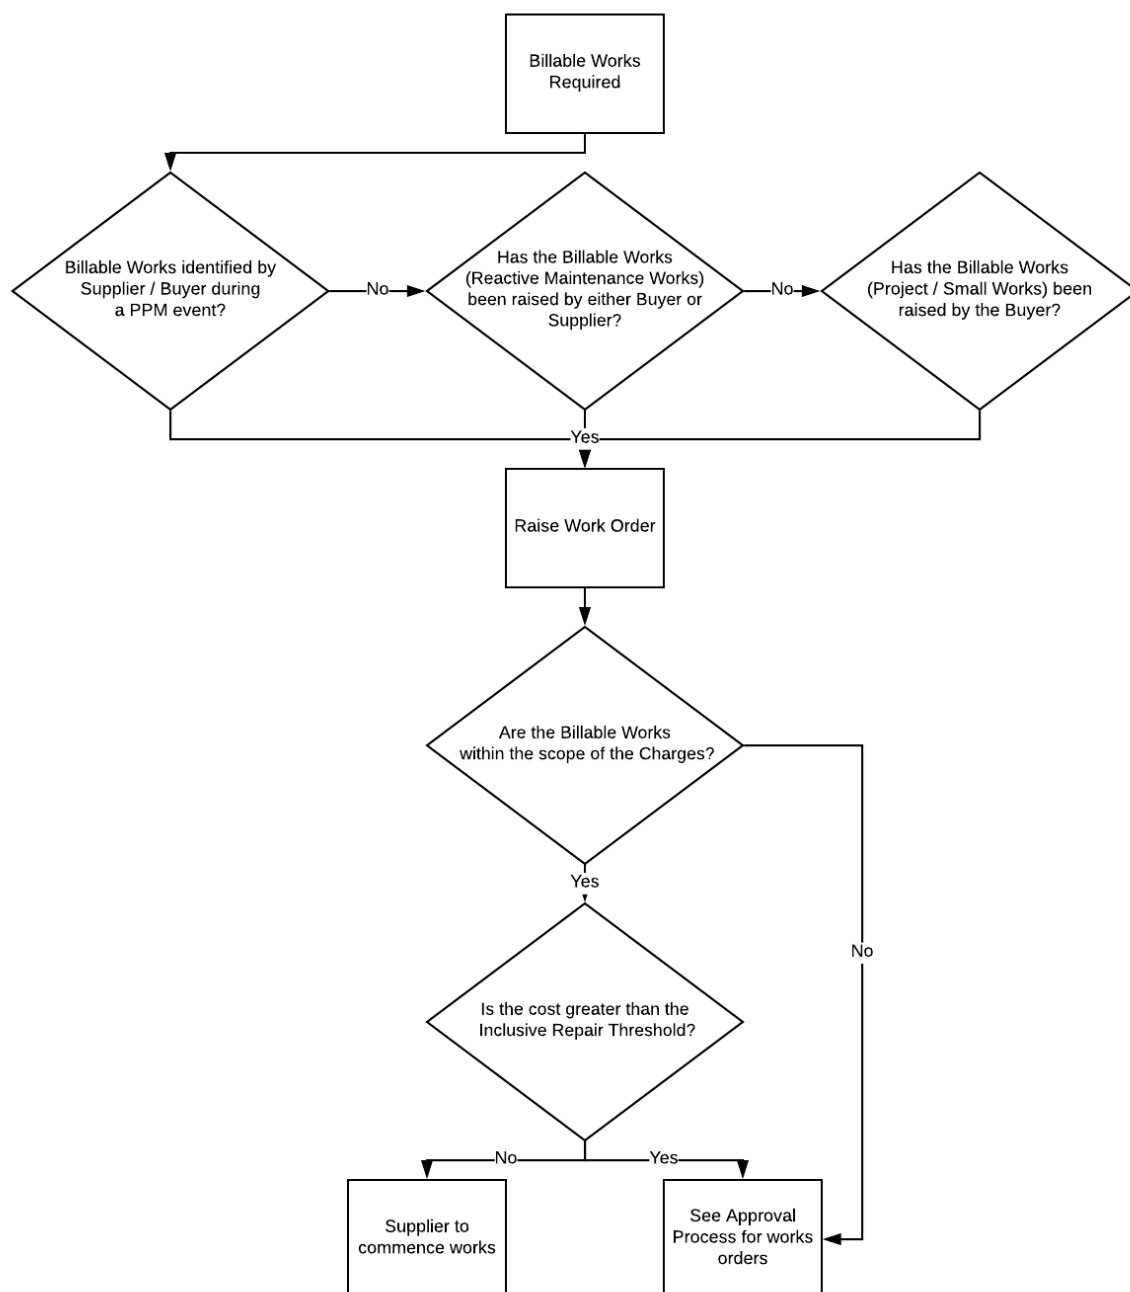 Billable Works
Required
Billable Works identified by
Supplier / Buyer during
a PPM event?
No
Has the Billable Works
(Reactive Maintenance Works)
been raised by either Buyer or
Supplier?
No
Has the Billable Works
(Project / Small Works) been
raised by the Buyer?
Yes
Raise Work Order
Are the Billable Works
within the scope of the Charges?
Yes
No
Is the cost greater than the
Inclusive Repair Threshold?
No
Yes
Supplier to
commence works
See Approval
Process for works
orders